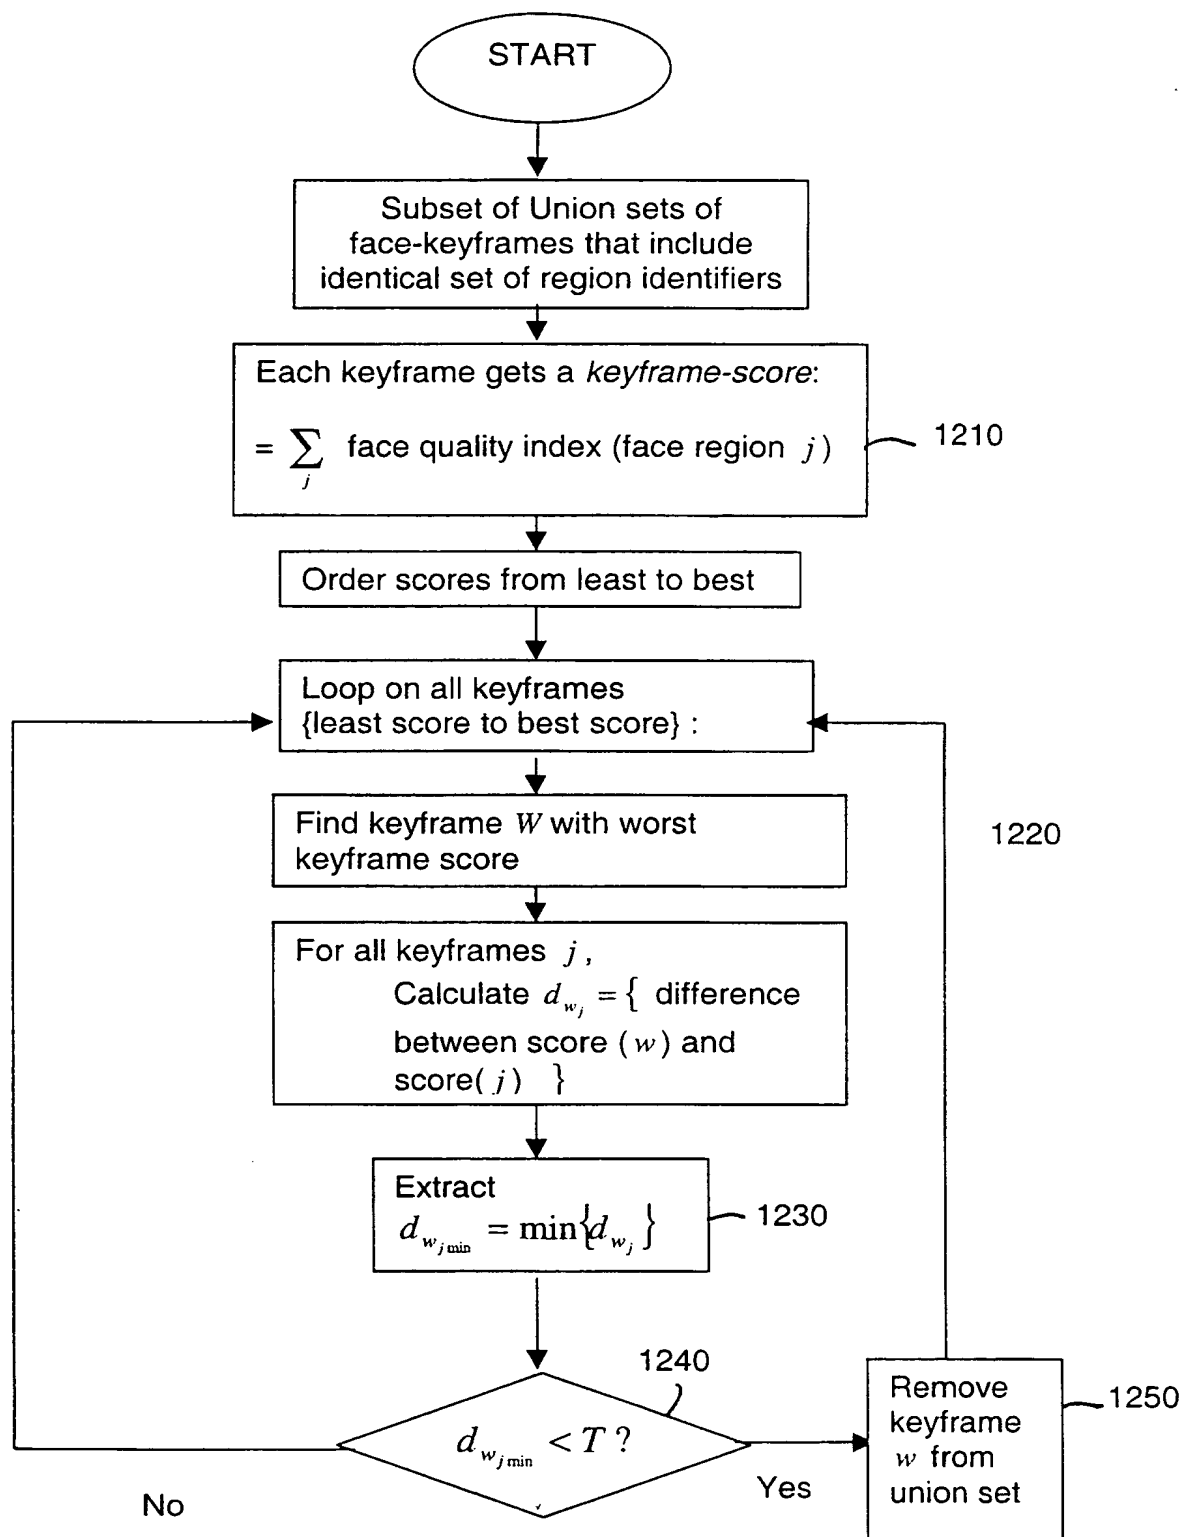 START
Subset of Union sets of
face-keyframes that include
identical set of region identifiers
Each keyframe gets a keyframe-score:
= ∑_j face quality index (face region j)
1210
Order scores from least to best
Loop on all keyframes
{least score to best score} :
Find keyframe W with worst
keyframe score
1220
For all keyframes j,
Calculate d_{w_j} = { difference
between score (w) and
score( j ) }
Extract
d_{w_{j min}} = min{d_{w_j}}
1230
1240
d_{w_{j min}} < T ?
Remove
keyframe
w from
union set
1250
Yes
No